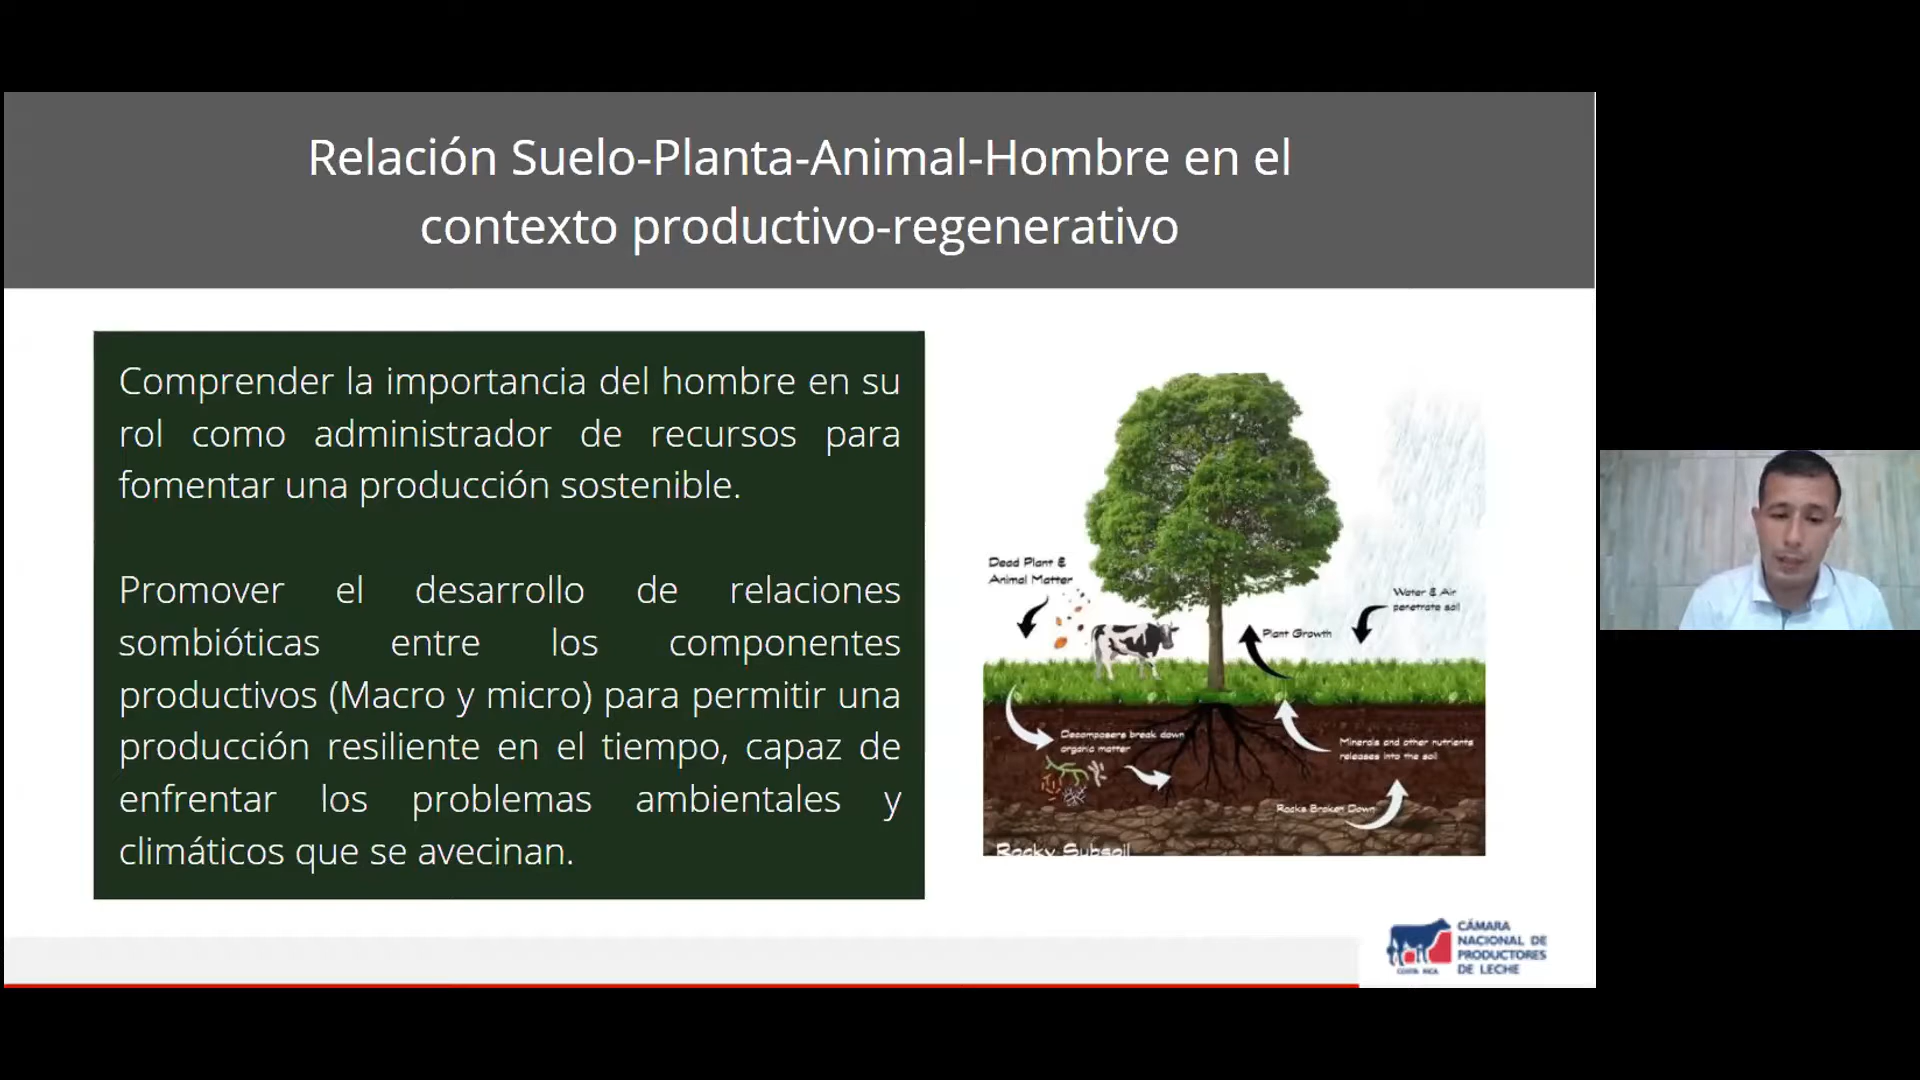 Relación Suelo-Planta-Animal-Hombre en el
contexto productivo-regenerativo
Comprender la importancia del hombre en su
rol como administrador de recursos para
fomentar una producción sostenible.
Promover el desarrollo de relaciones
sombióticas entre los componentes
productivos (Macro y micro) para permitir una
producción resiliente en el tiempo, capaz de
enfrentar los problemas ambientales y
climáticos que se avecinan.
Dead Plant &
Animal Matter
Water & Air
penetrate soil
Plant Growth
Decomposers break down
organic matter
Minerals and other nutrients
releases into the soil
Rocks Broken Down
Rocky Subsoil
CÁMARA
NACIONAL DE
PRODUCTORES
DE LECHE
COSTA RICA